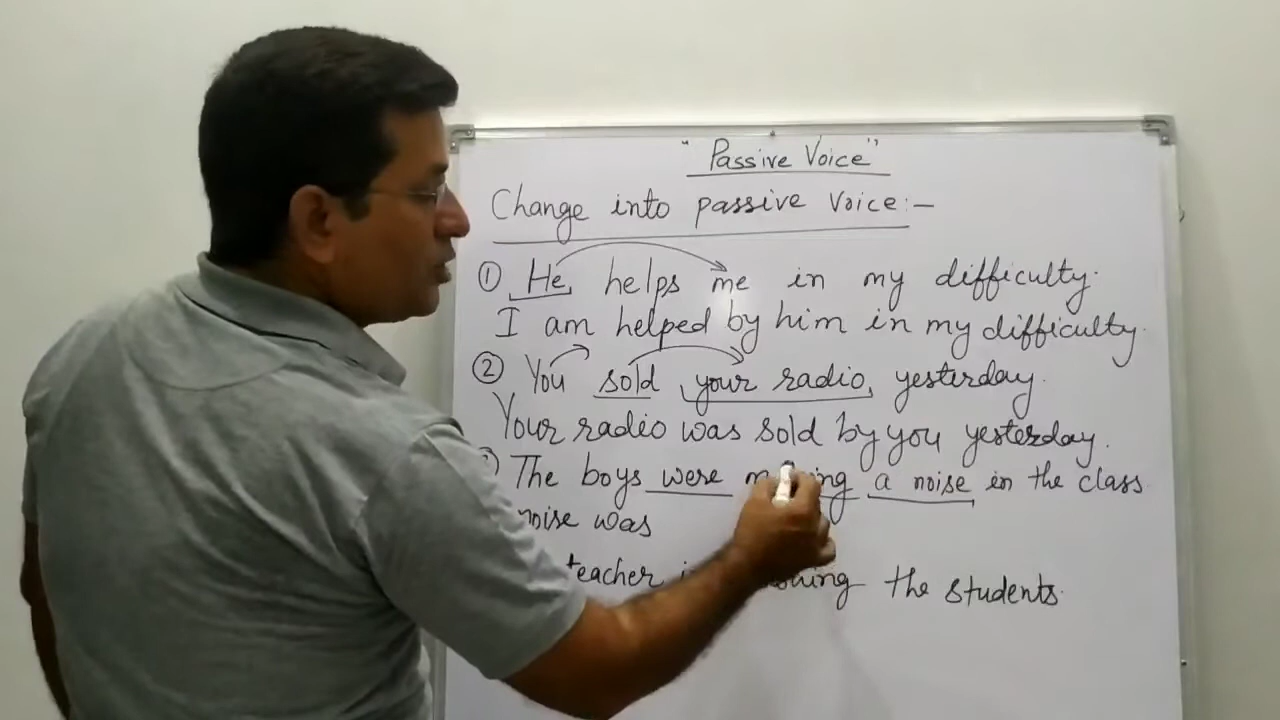 "Passive Voice"
Change into passive voice:-
① He helps me in my difficulty.
I am helped by him in my difficulty.
② You sold your radio yesterday.
Your radio was sold by you yesterday.
The boys were a noise in the class
noise was
teacher the students.